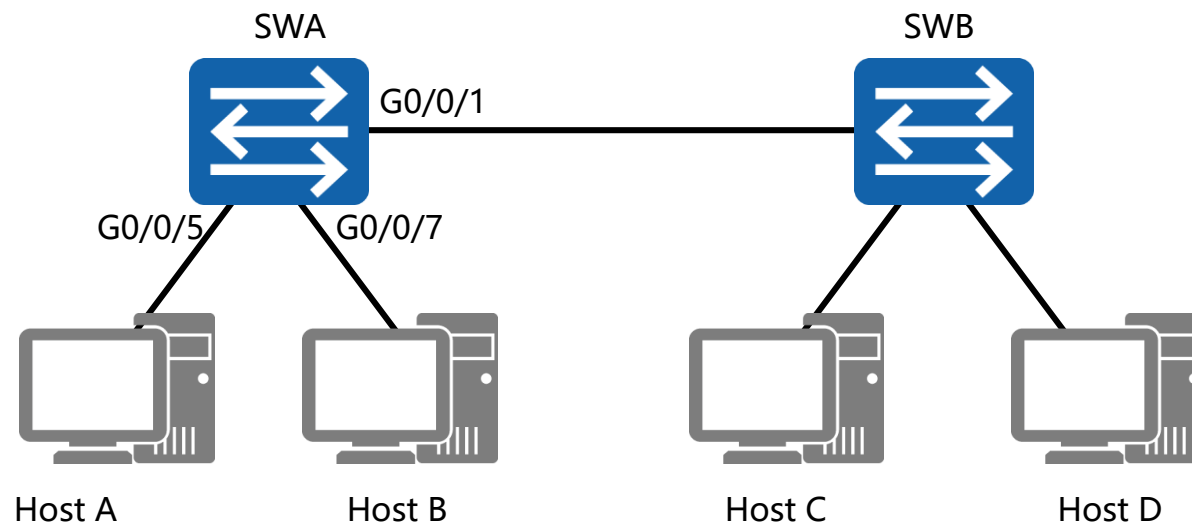 SWA
SWB
G0/0/1
G0/0/5
G0/0/7
Host A
Host B
Host C
Host D